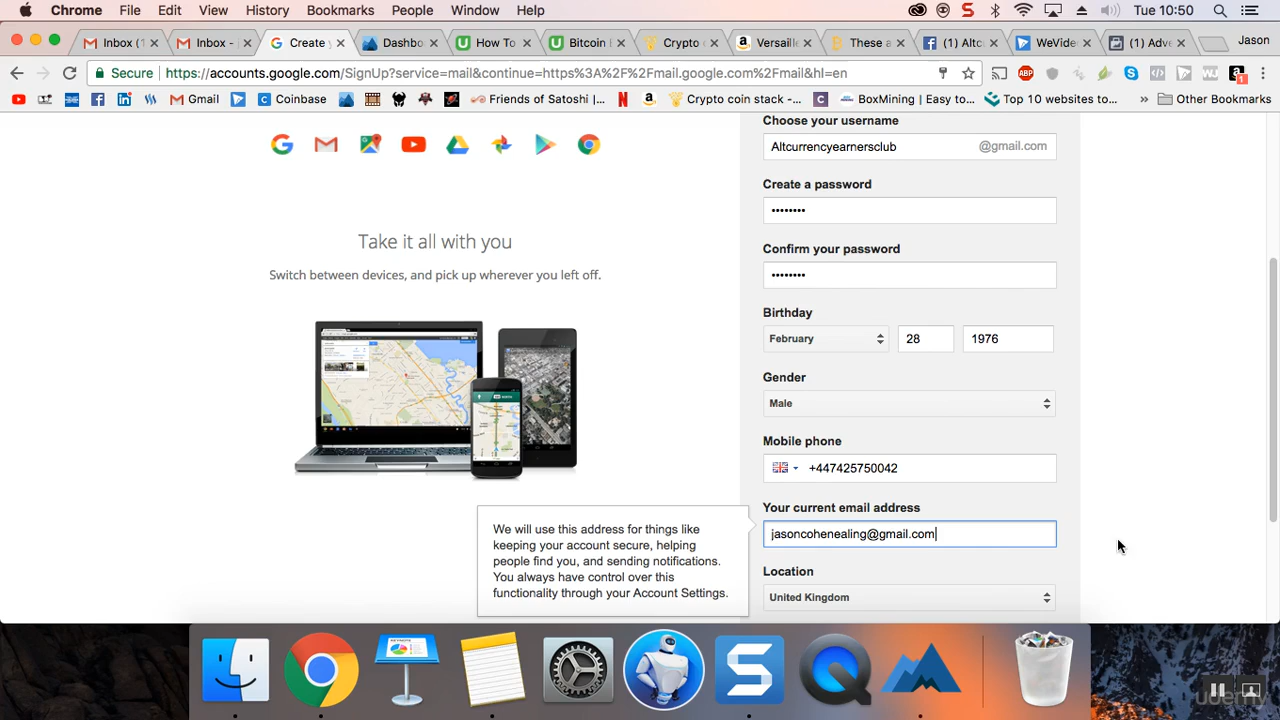 Chrome File Edit View History Bookmarks People Window Help Tue 10:50
Inbox (1 Inbox - Create y Dashbo How To Bitcoin Crypto c Versaill These a (1) Altc WeVide (1) Adve Jason
Secure https://accounts.google.com/SignUp?service=mail&continue=https%3A%2F%2Fmail.google.com%2Fmail&hl=en
Gmail Coinbase Friends of Satoshi |... Crypto coin stack -... BoxMining | Easy to... Top 10 websites to... » Other Bookmarks
Choose your username
Altcurrencyearnersclub @gmail.com
Create a password
••••••••
Confirm your password
••••••••
Take it all with you
Switch between devices, and pick up wherever you left off.
Birthday
February 28 1976
Gender
Male
Mobile phone
+447425750042
Your current email address
jasoncohenealing@gmail.com
We will use this address for things like
keeping your account secure, helping
people find you, and sending notifications.
You always have control over this
functionality through your Account Settings.
Location
United Kingdom
KEYNOTE